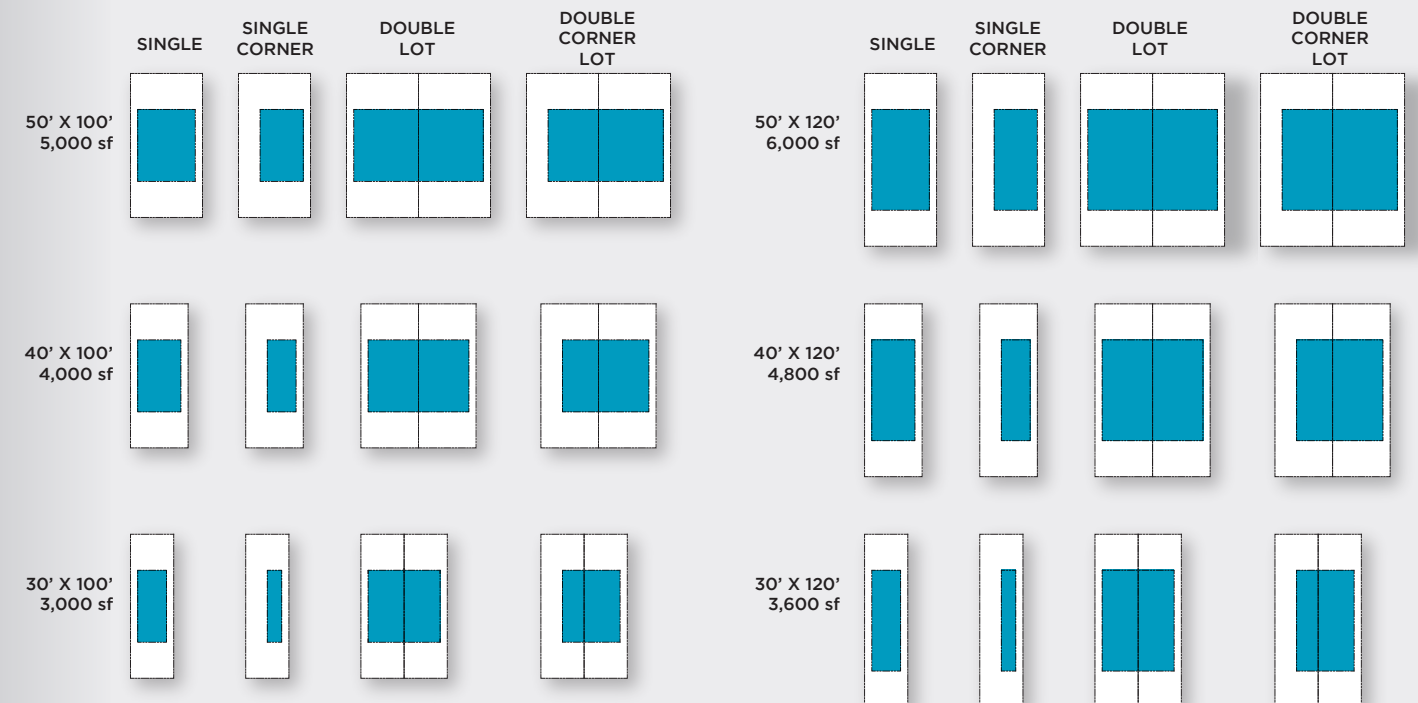 SINGLE
SINGLE
CORNER
DOUBLE
LOT
DOUBLE
CORNER
LOT
50’ X 100’
5,000 sf
40’ X 100’
4,000 sf
30’ X 100’
3,000 sf
SINGLE
SINGLE
CORNER
DOUBLE
LOT
DOUBLE
CORNER
LOT
50’ X 120’
6,000 sf
40’ X 120’
4,800 sf
30’ X 120’
3,600 sf